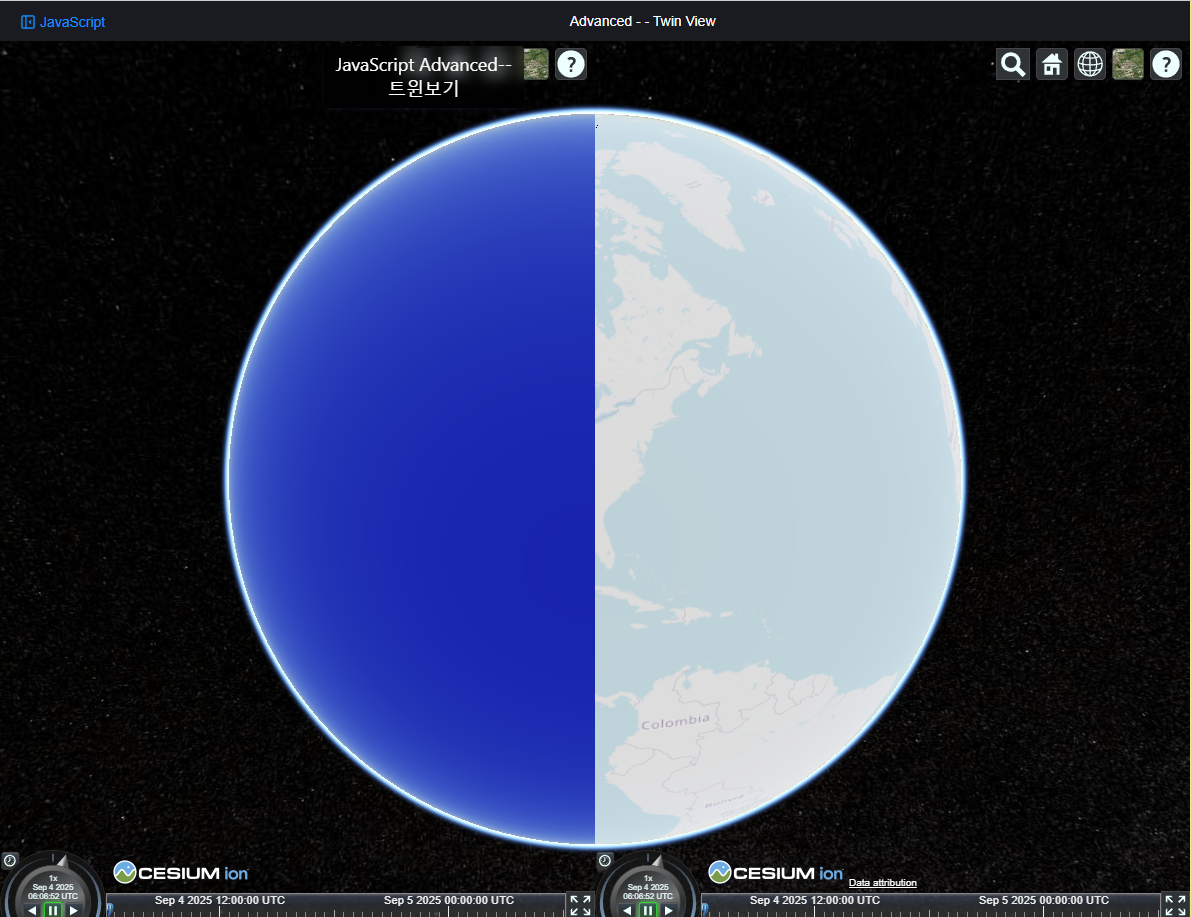 JavaScript
Advanced - - Twin View
JavaScript Advanced--
트윈보기
?
?
Colombia
Bolivia
1x
Sep 4 2025
06:06:52 UTC
CESIUM ion
Sep 4 2025 12:00:00 UTC
Sep 5 2025 00:00:00 UTC
1x
Sep 4 2025
06:06:52 UTC
CESIUM ion
Data attribution
Sep 4 2025 12:00:00 UTC
Sep 5 2025 00:00:00 UTC